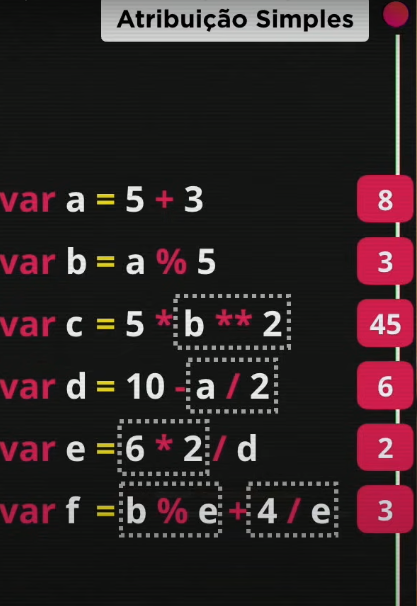 Atribuição Simples
var a = 5 + 3 8
var b = a % 5 3
var c = 5 * b ** 2 45
var d = 10 - a / 2 6
var e = 6 * 2 / d 2
var f = b % e + 4 / e 3